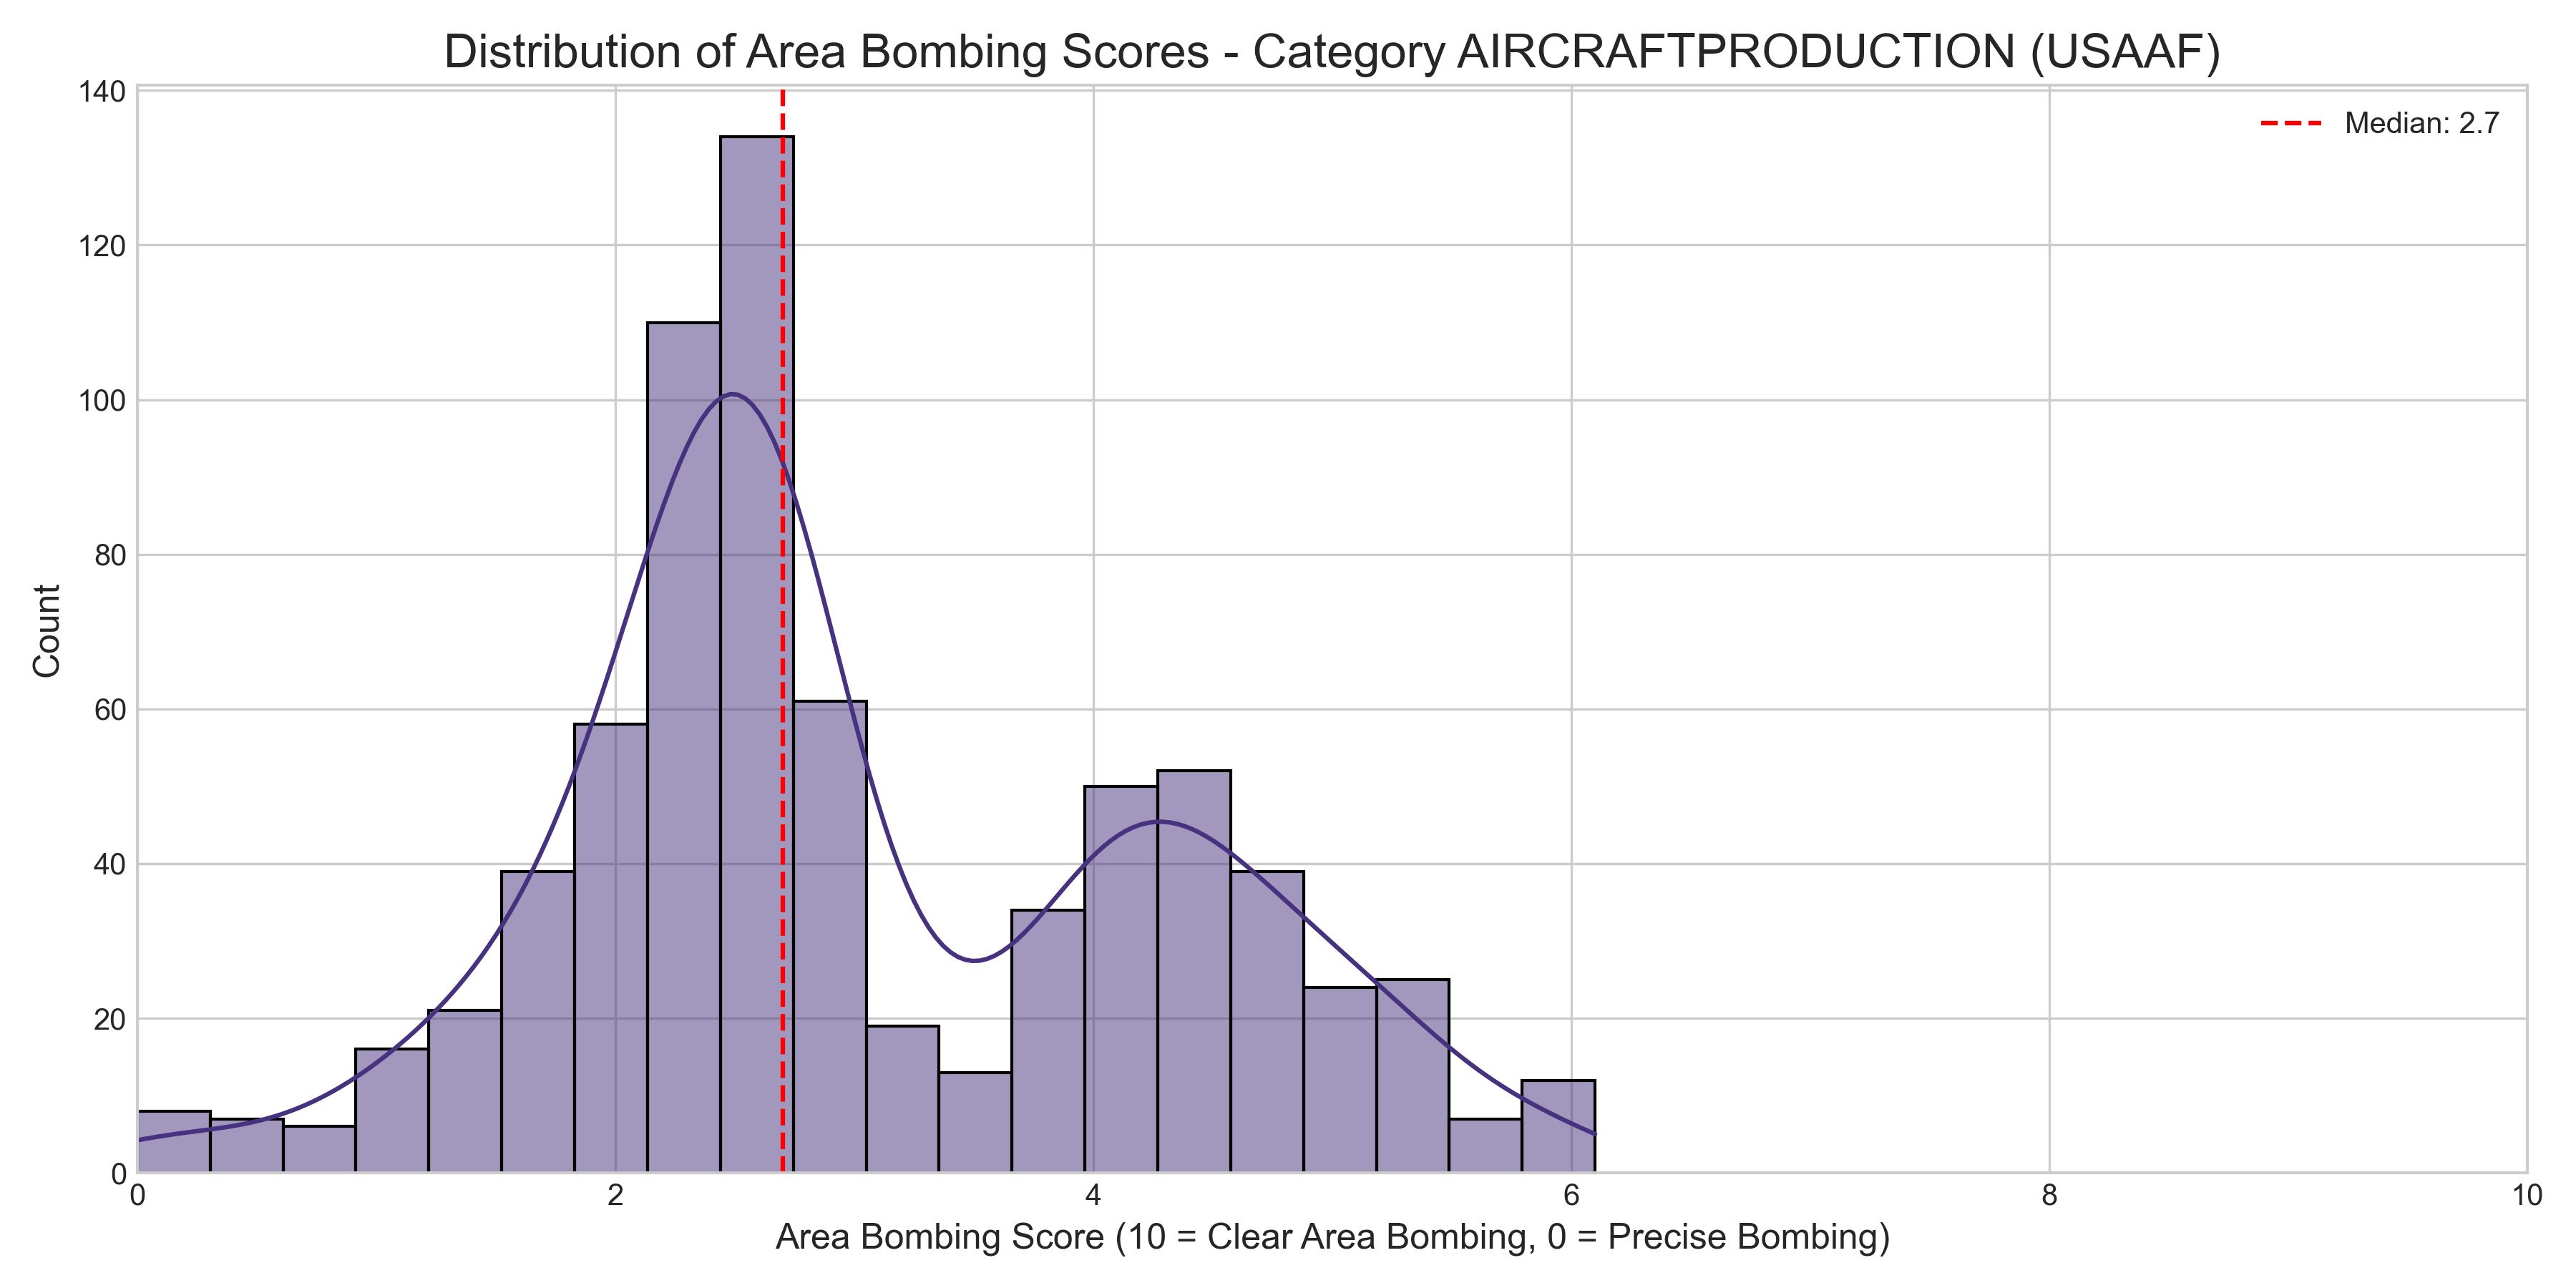 Distribution of Area Bombing Scores - Category AIRCRAFTPRODUCTION (USAAF)
Median: 2.7
140
120
100
80
60
40
20
0
Count
0 2 4 6 8 10
Area Bombing Score (10 = Clear Area Bombing, 0 = Precise Bombing)